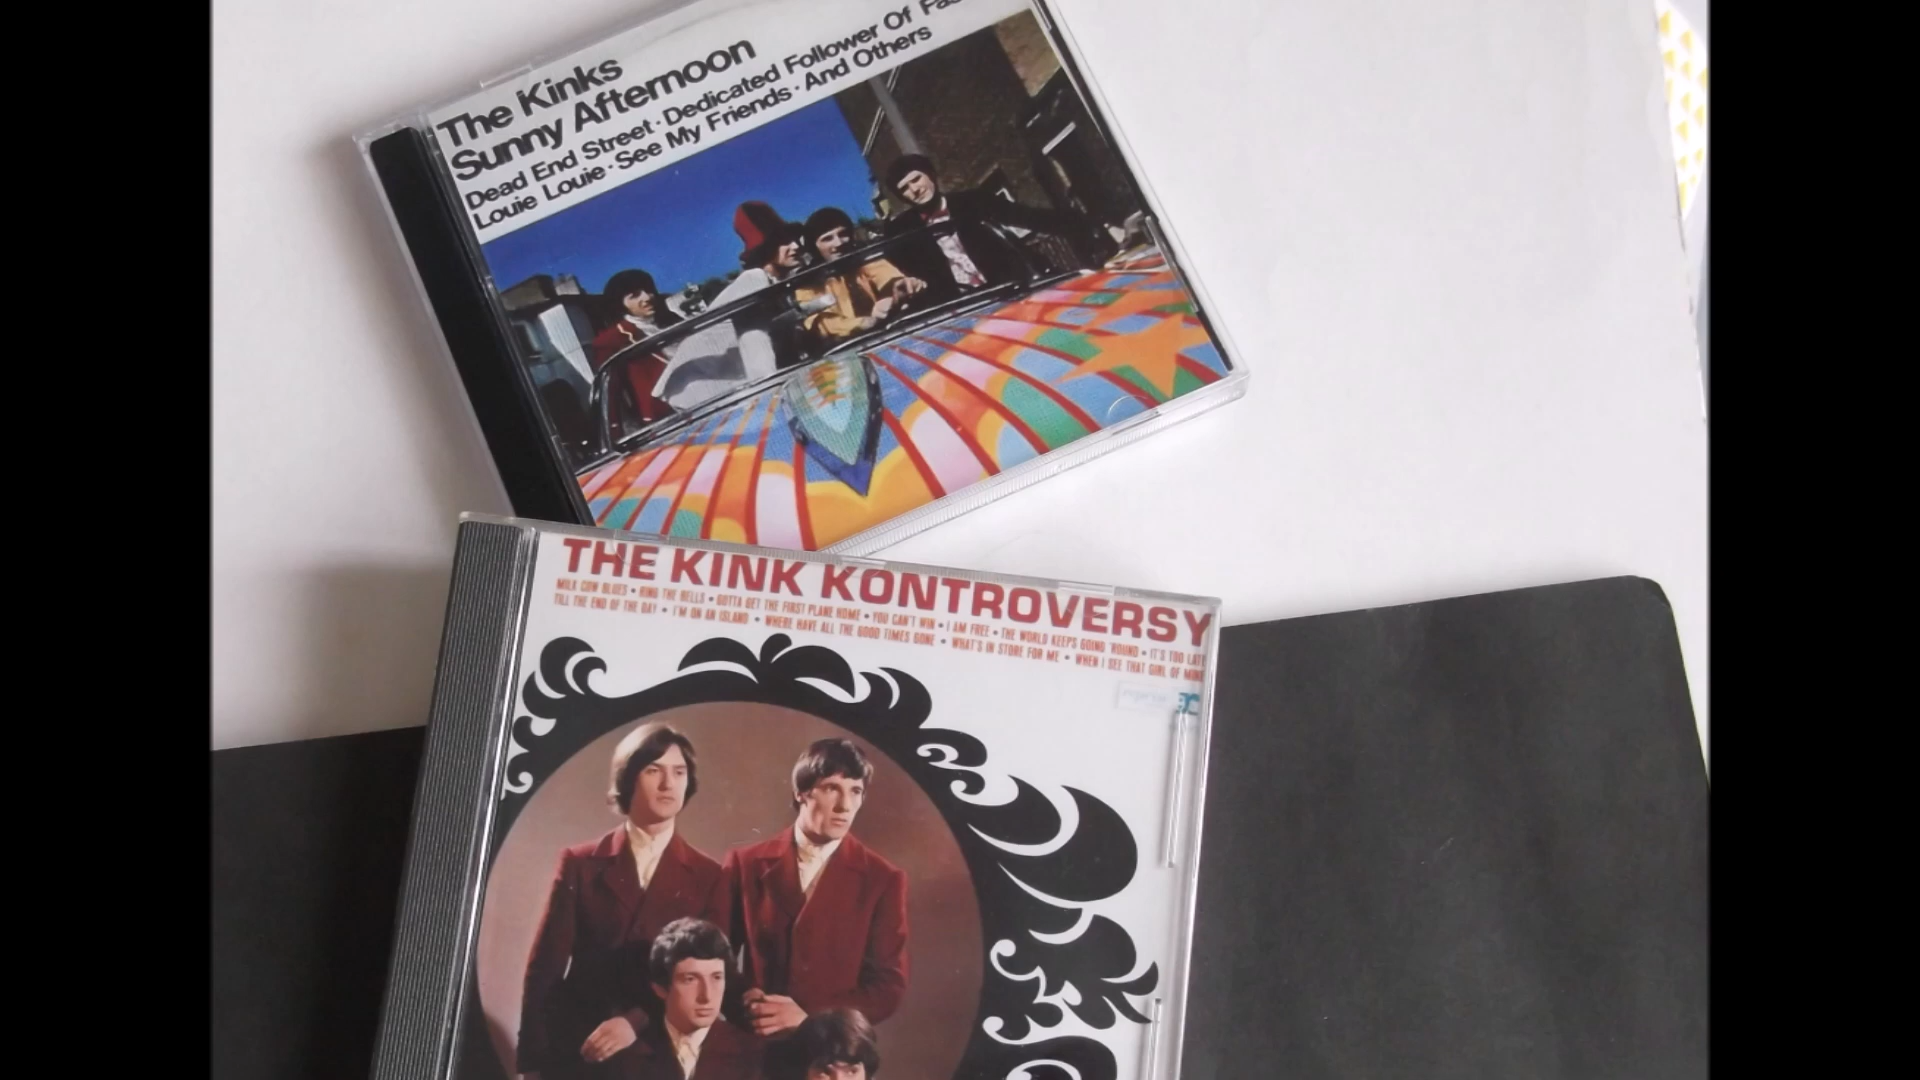 The Kinks
Sunny Afternoon
Dead End Street · Dedicated Follower Of Fas
Louie Louie · See My Friends · And Others
THE KINK KONTROVERSY
MILK COW BLUES • RING THE BELLS • GOTTA GET THE FIRST PLANE HOME • YOU CAN'T WIN • I AM FREE • THE WORLD KEEPS GOING 'ROUND • IT'S TOO LATE
TILL THE END OF THE DAY • I'M ON AN ISLAND • WHERE HAVE ALL THE GOOD TIMES GONE • WHAT'S IN STORE FOR ME • WHEN I SEE THAT GIRL OF MINE